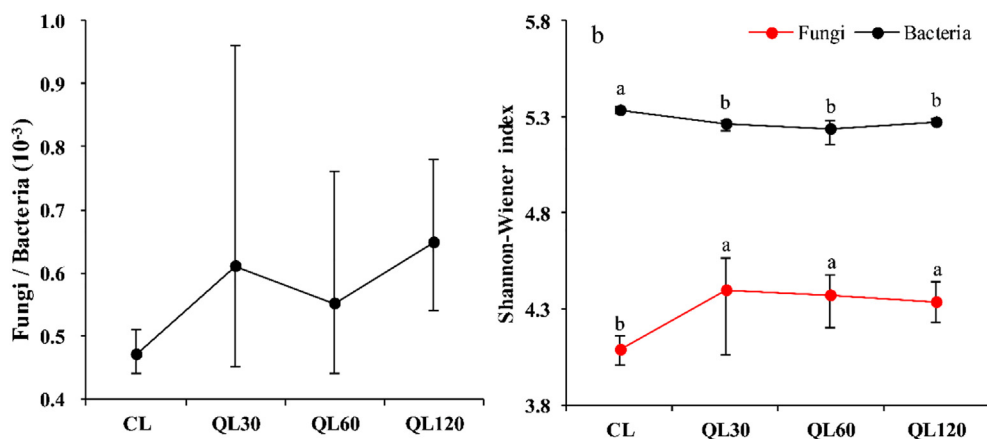 Fungi / Bacteria (10⁻³)
1.0
0.9
0.8
0.7
0.6
0.5
0.4
CL QL30 QL60 QL120
Shannon-Wiener index
5.8
5.3
4.8
4.3
3.8
b
Fungi Bacteria
a b b b
b a a a
CL QL30 QL60 QL120